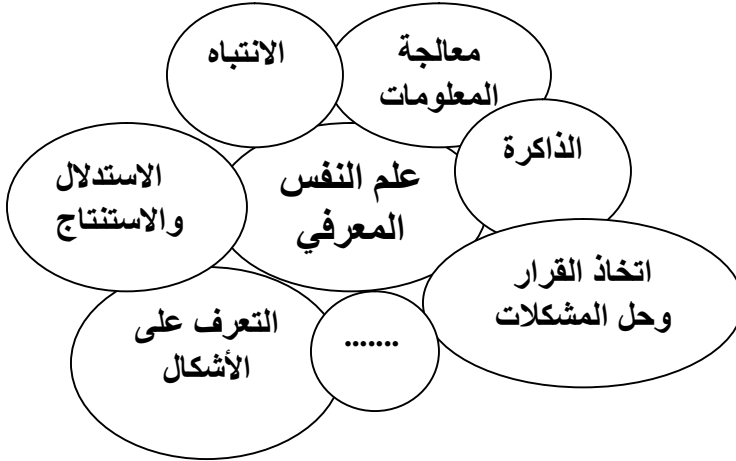 معالجة
المعلومات
الانتباه
الذاكرة
علم النفس
المعرفي
الاستدلال
والاستنتاج
اتخاذ القرار
وحل المشكلات
التعرف على
الأشكال
.......